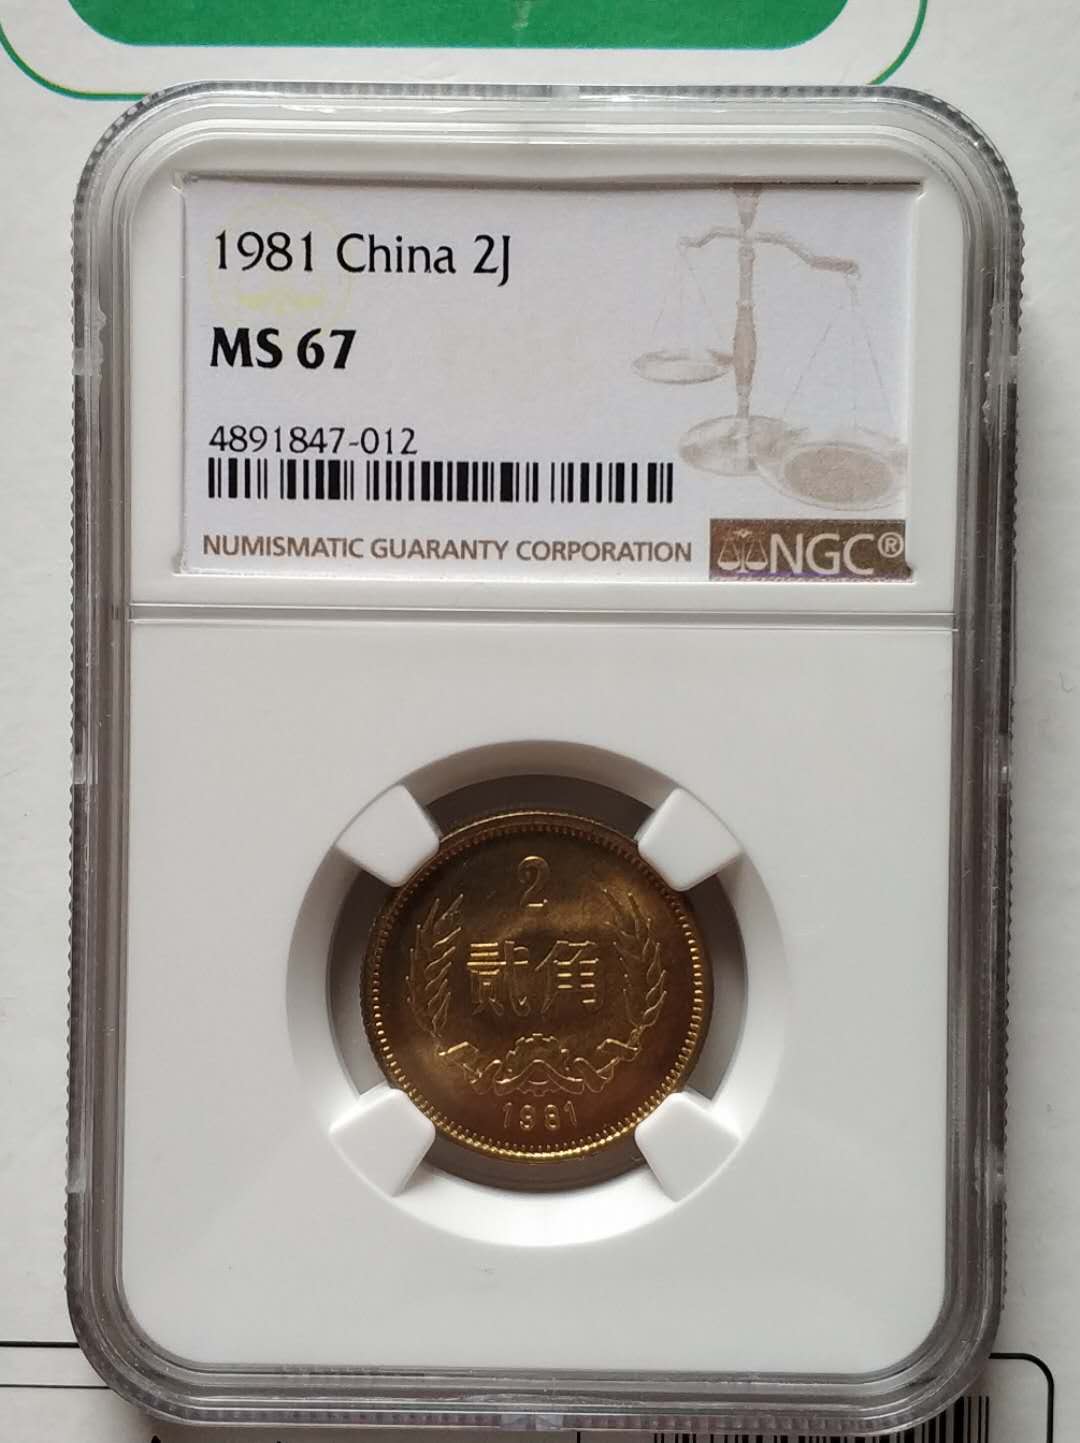 1981 China 2J
MS 67
4891847-012
NUMISMATIC GUARANTY CORPORATION
NGC®
2
贰角
1981